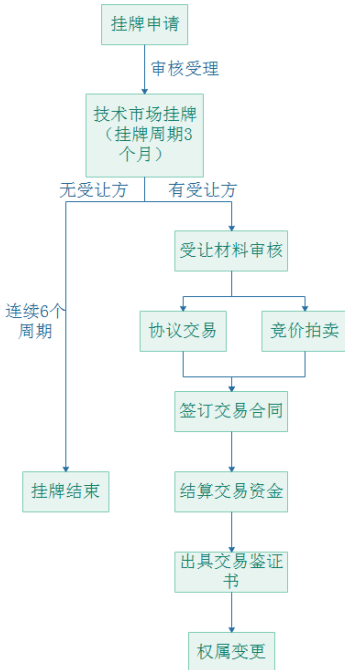 挂牌申请
审核受理
技术市场挂牌
（挂牌周期3
个月）
无受让方
有受让方
受让材料审核
连续6个
周期
协议交易
竞价拍卖
签订交易合同
挂牌结束
结算交易资金
出具交易鉴证
书
权属变更